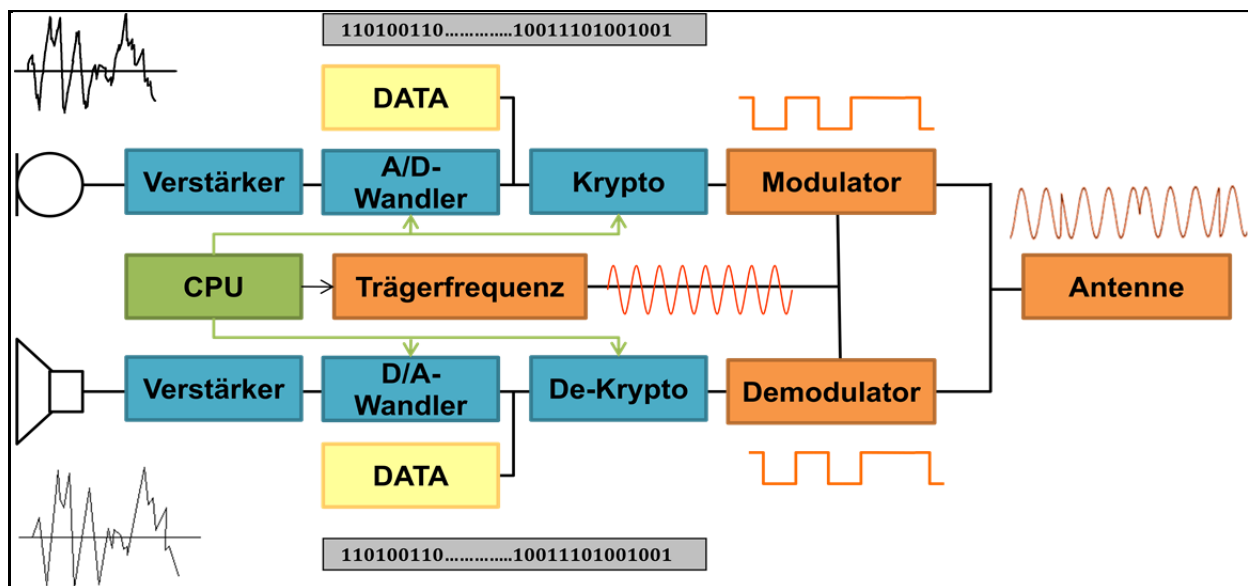 110100110…………..10011101001001
DATA
Verstärker
A/D-
Wandler
Krypto
Modulator
CPU
Trägerfrequenz
Antenne
Verstärker
D/A-
Wandler
De-Krypto
Demodulator
DATA
110100110…………..10011101001001